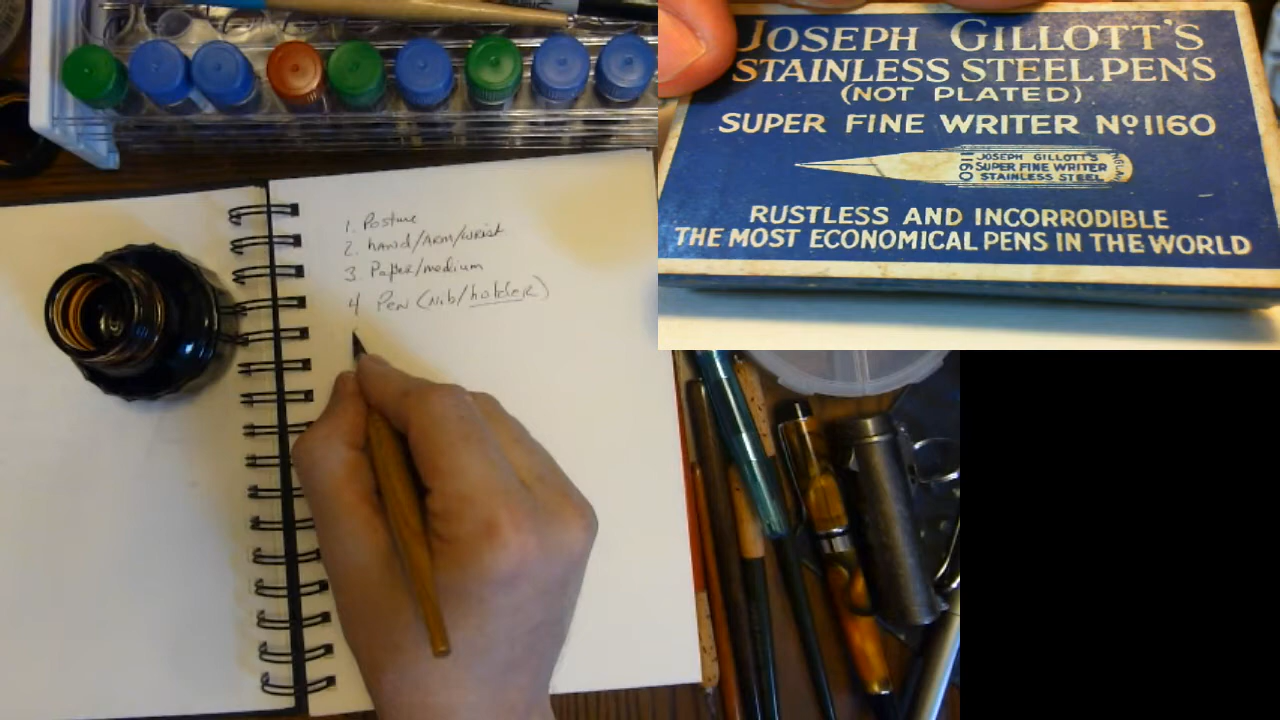 1. Posture
2. hand/ARM/WRIST
3. Paper/medium
4 Pen (Nib/holder)
JOSEPH GILLOTT'S
STAINLESS STEEL PENS
(NOT PLATED)
SUPER FINE WRITER Nº1160
1160
JOSEPH GILLOTT'S
SUPER FINE WRITER
STAINLESS STEEL
RUSTLESS AND INCORRODIBLE
THE MOST ECONOMICAL PENS IN THE WORLD